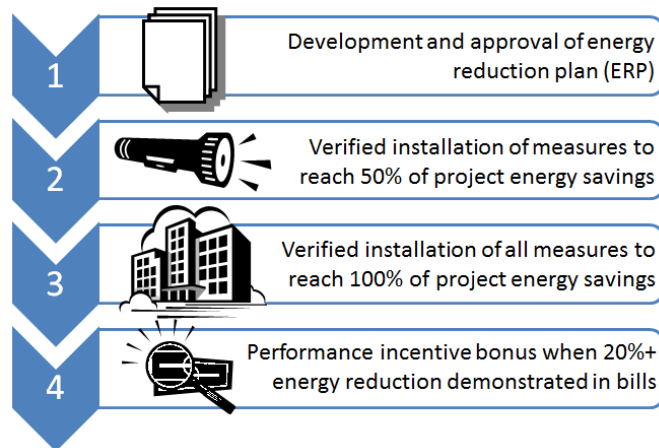 1
Development and approval of energy
reduction plan (ERP)
2
Verified installation of measures to
reach 50% of project energy savings
3
Verified installation of all measures to
reach 100% of project energy savings
4
Performance incentive bonus when 20%+
energy reduction demonstrated in bills